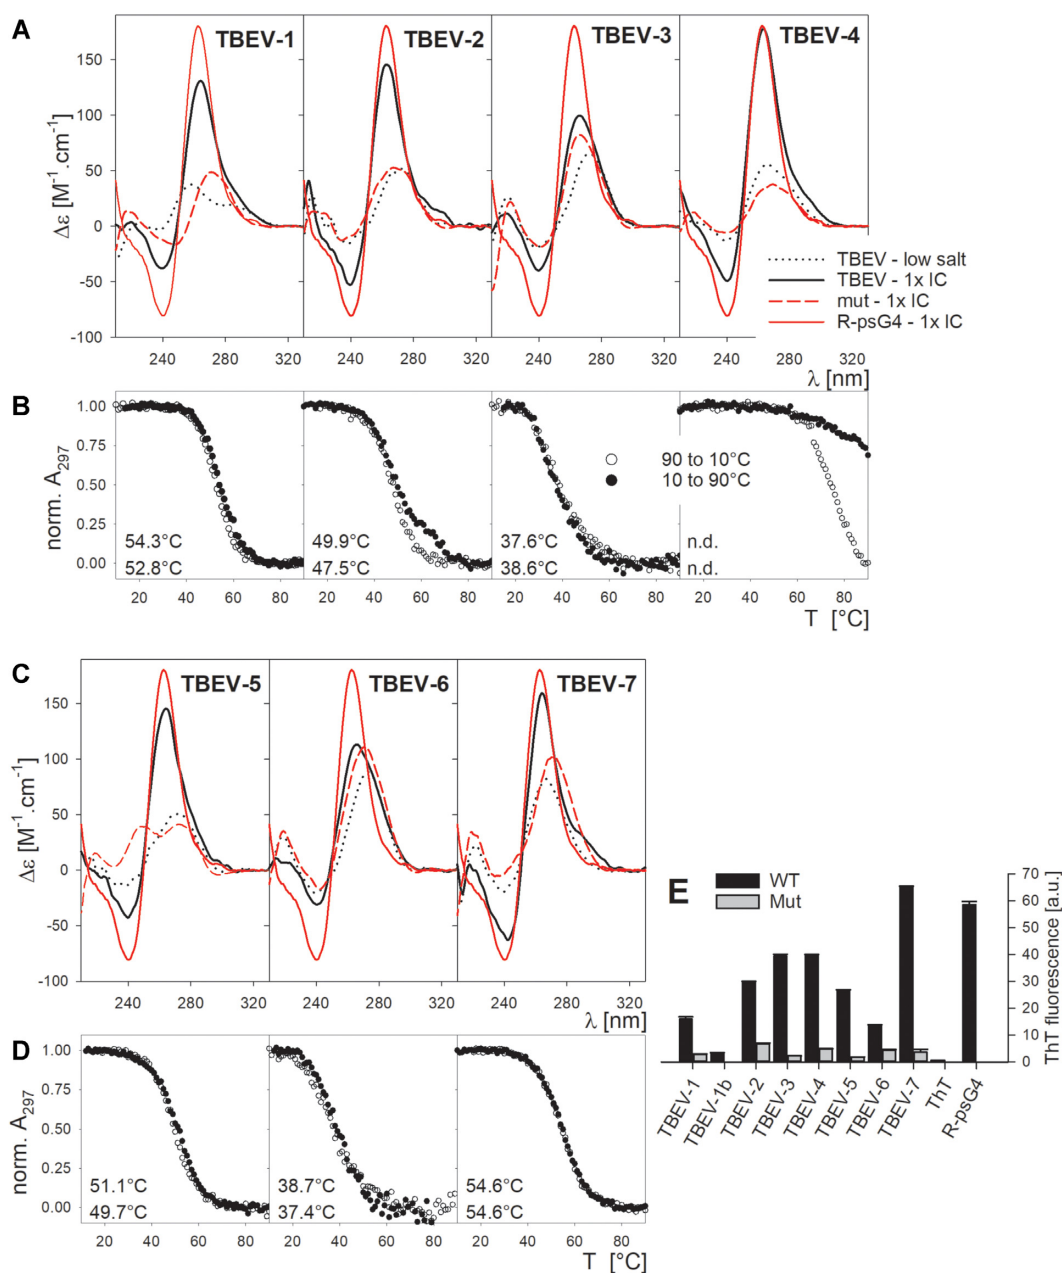 A
TBEV-1 TBEV-2 TBEV-3 TBEV-4
150
100
50
0
-50
-100
Δε [M⁻¹.cm⁻¹]
TBEV - low salt
TBEV - 1x IC
mut - 1x IC
R-psG4 - 1x IC
240 280 320 240 280 320 240 280 320 240 280 320
λ [nm]
B
1.00
0.75
0.50
0.25
0.00
norm. A₂₉₇
90 to 10°C
10 to 90°C
54.3°C 49.9°C 37.6°C n.d.
52.8°C 47.5°C 38.6°C n.d.
20 40 60 80 20 40 60 80 20 40 60 80 20 40 60 80
T [°C]
C
TBEV-5 TBEV-6 TBEV-7
150
100
50
0
-50
-100
Δε [M⁻¹.cm⁻¹]
240 280 320 240 280 320 240 280 320
λ [nm]
D
1.00
0.75
0.50
0.25
0.00
norm. A₂₉₇
51.1°C 38.7°C 54.6°C
49.7°C 37.4°C 54.6°C
20 40 60 80 20 40 60 80 20 40 60 80
T [°C]
E
WT
Mut
70
60
50
40
30
20
10
0
ThT fluorescence [a.u.]
TBEV-1
TBEV-1b
TBEV-2
TBEV-3
TBEV-4
TBEV-5
TBEV-6
TBEV-7
ThT
R-psG4